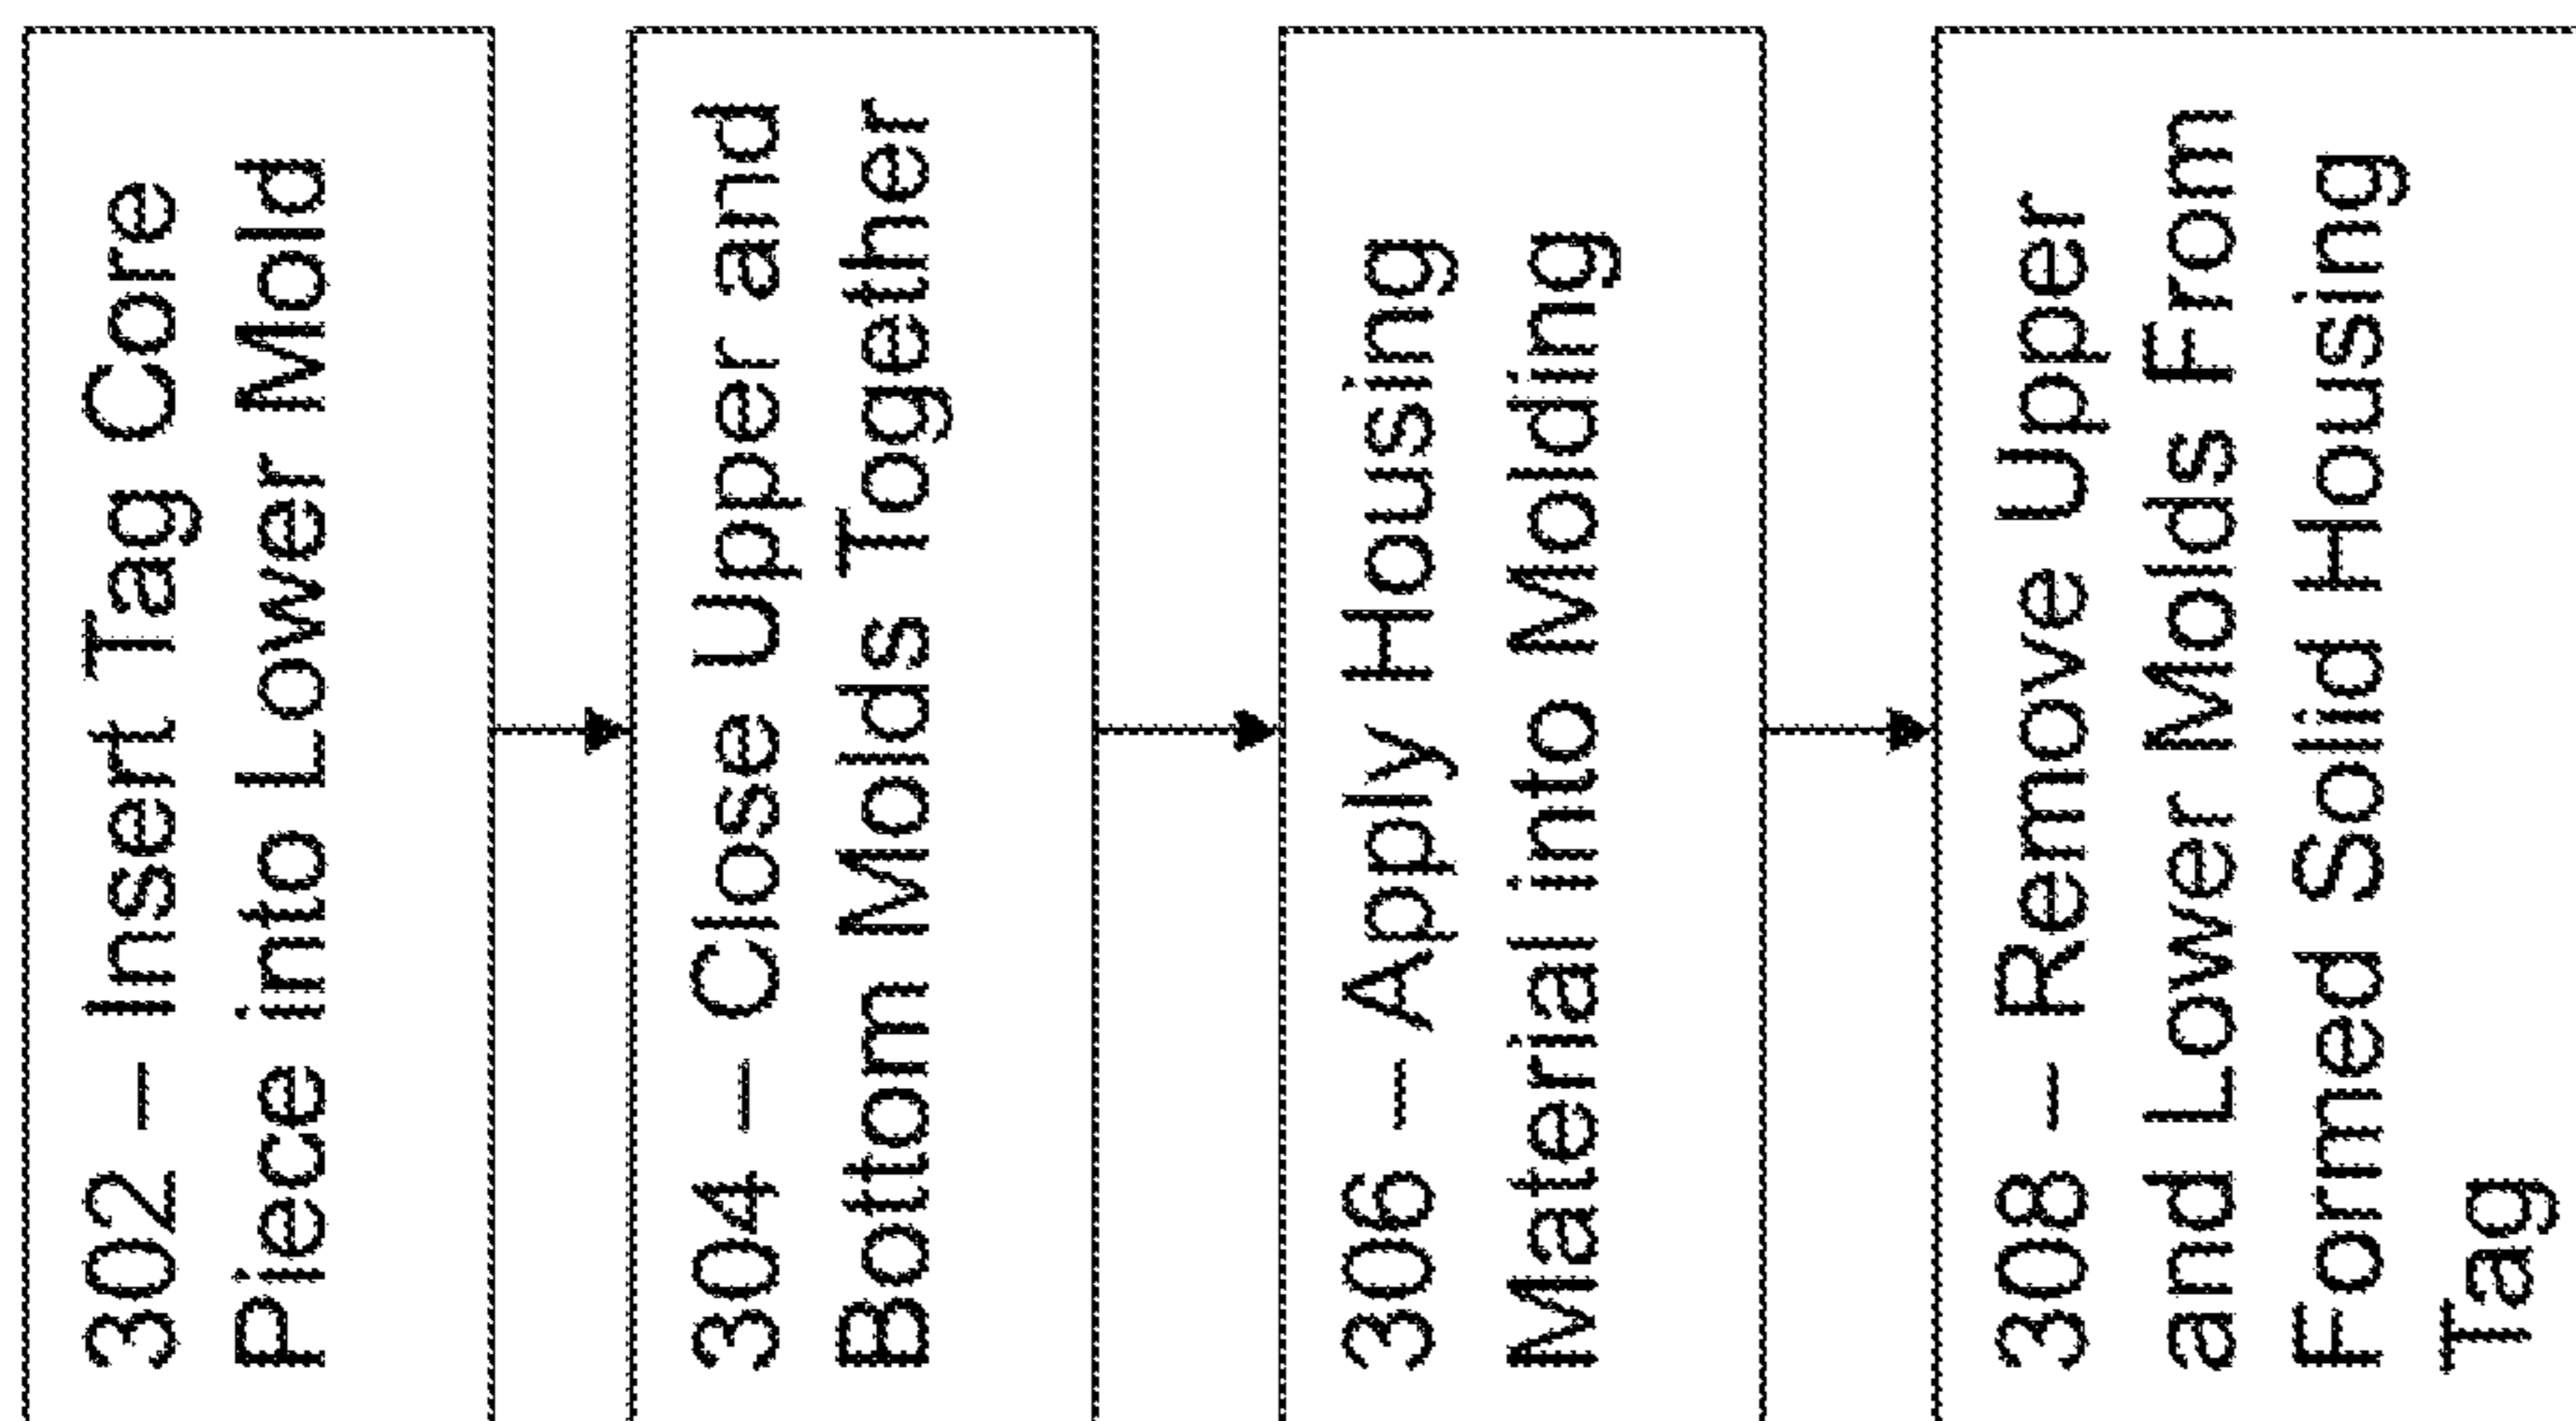 302 – Insert Tag Core
Piece into Lower Mold
304 – Close Upper and
Bottom Molds Together
306 – Apply Housing
Material into Molding
308 – Remove Upper
and Lower Molds From
Formed Solid Housing
Tag